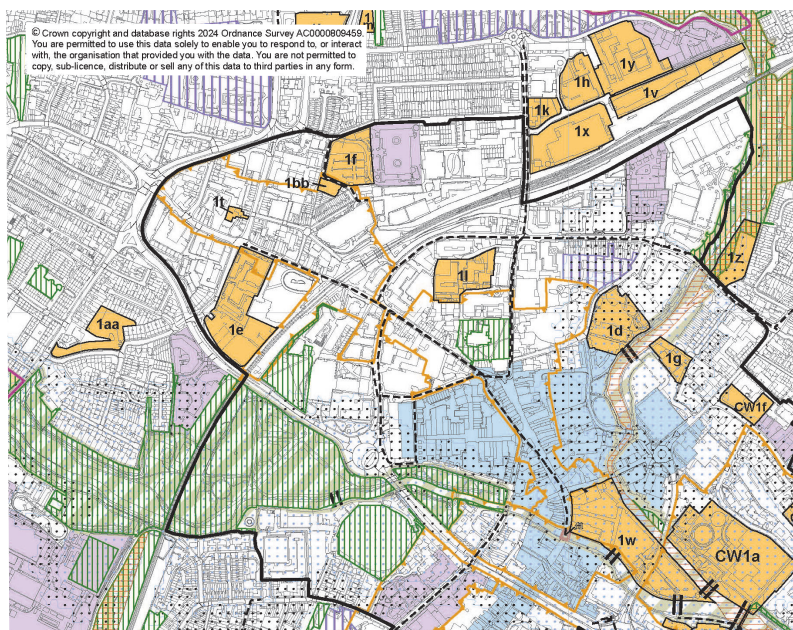 © Crown copyright and database rights 2024 Ordnance Survey AC0000809459.
You are permitted to use this data solely to enable you to respond to, or interact
with, the organisation that provided you with the data. You are not permitted to
copy, sub-licence, distribute or sell any of this data to third parties in any form.
1y
1h
1v
1k
1x
1f
1bb
1t
1z
1l
1e
1aa
1d
1g
CW1f
1w
CW1a